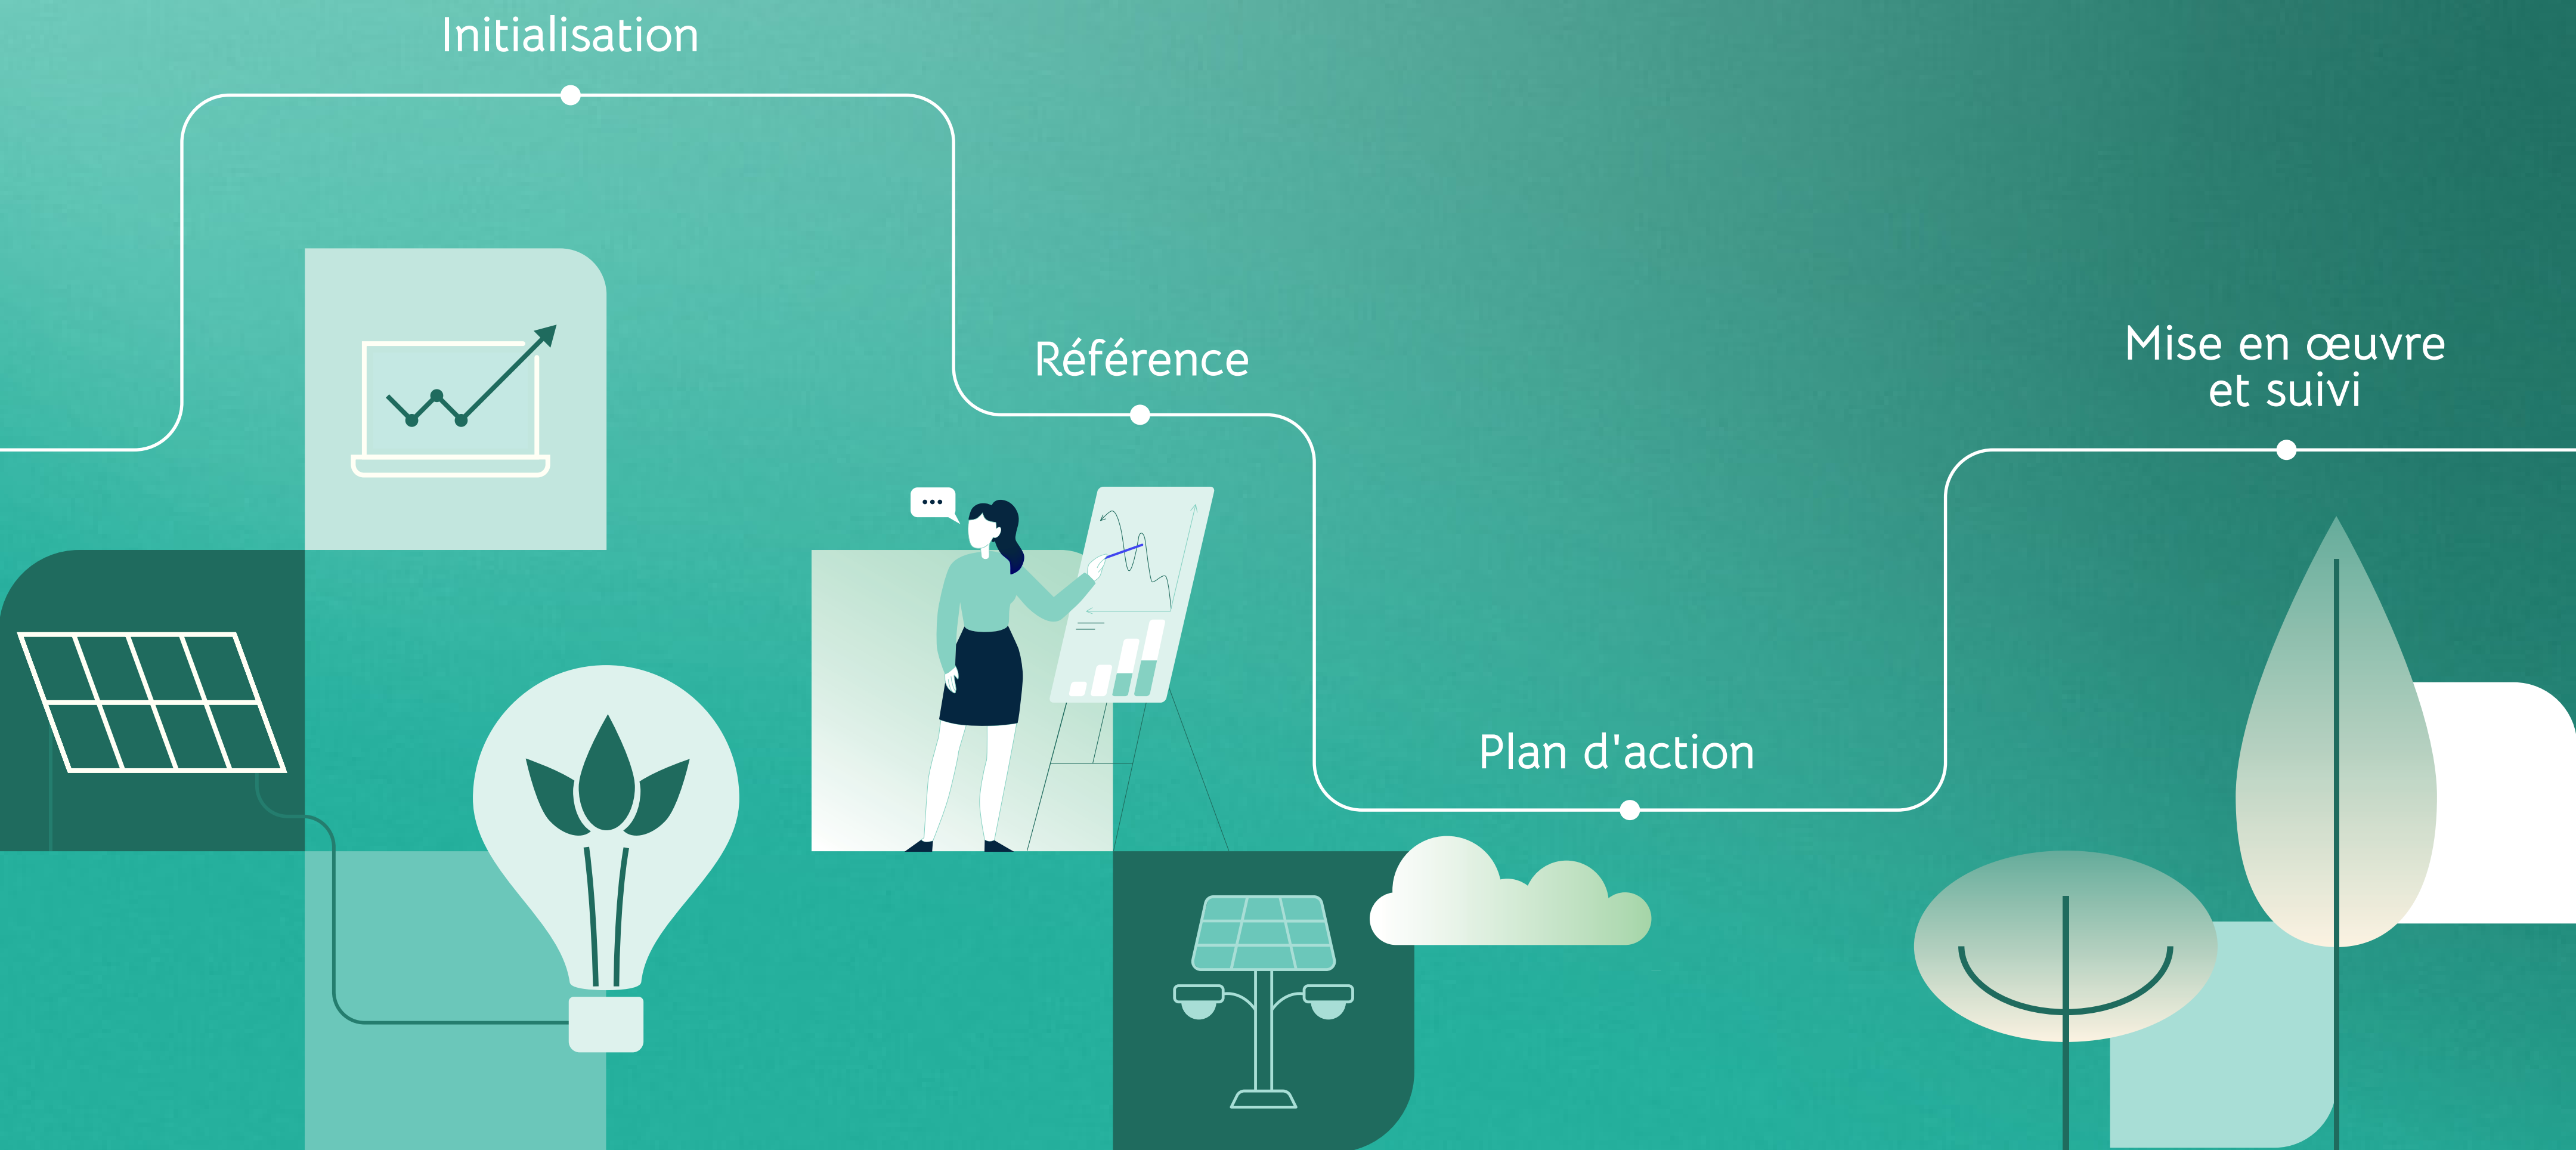 Initialisation
Référence
Plan d'action
Mise en œuvre
et suivi